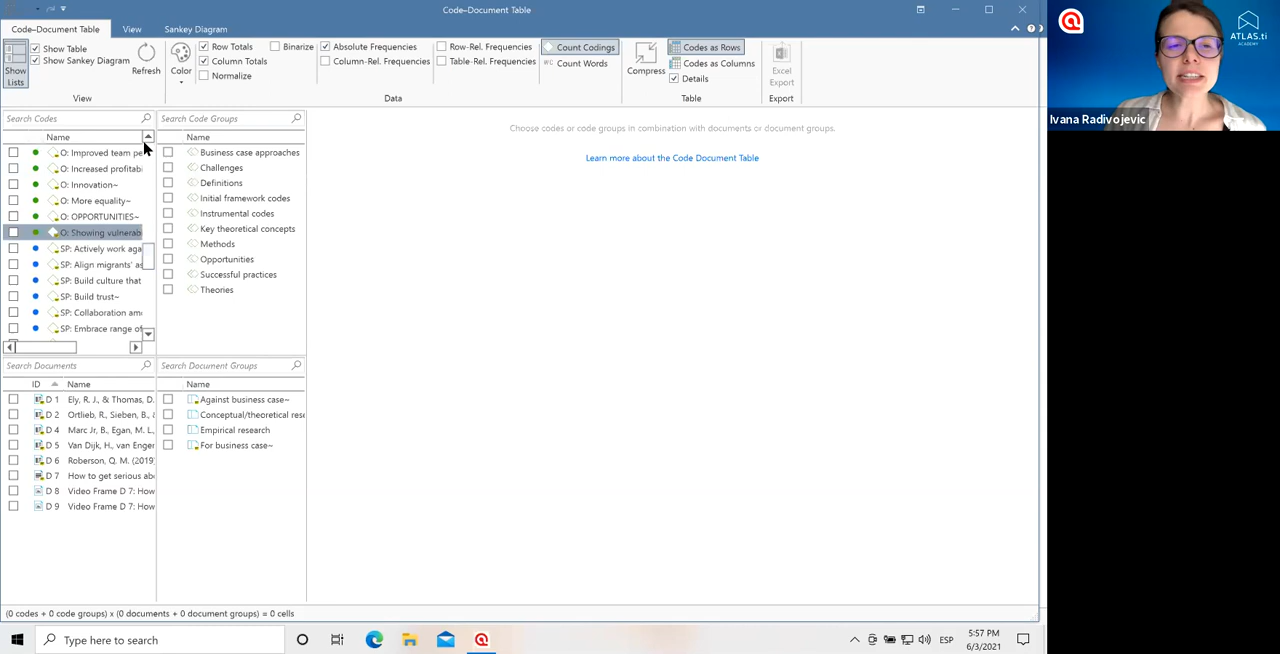 Code–Document Table
Code–Document Table View Sankey Diagram
Show Lists
Show Table
Show Sankey Diagram
Refresh
View
Color
Row Totals
Column Totals
Normalize
Binarize
Absolute Frequencies
Column-Rel. Frequencies
Row-Rel. Frequencies
Table-Rel. Frequencies
Data
Count Codings
Count Words
Compress
Codes as Rows
Codes as Columns
Details
Table
Excel Export
Export
Search Codes
Name
O: Improved team pe
O: Increased profitabi
O: Innovation~
O: More equality~
O: OPPORTUNITIES~
O: Showing vulnerab
SP: Actively work aga
SP: Align migrants' as
SP: Build culture that
SP: Build trust~
SP: Collaboration am
SP: Embrace range of
Search Code Groups
Name
Business case approaches
Challenges
Definitions
Initial framework codes
Instrumental codes
Key theoretical concepts
Methods
Opportunities
Successful practices
Theories
Choose codes or code groups in combination with documents or document groups.
Learn more about the Code Document Table
Search Documents
ID Name
D 1 Ely, R. J., & Thomas, D.
D 2 Ortlieb, R., Sieben, B., &
D 4 Marc Jr, B., Egan, M. L.,
D 5 Van Dijk, H., van Enger
D 6 Roberson, Q. M. (2019)
D 7 How to get serious abo
D 8 Video Frame D 7: How
D 9 Video Frame D 7: How
Search Document Groups
Name
Against business case~
Conceptual/theoretical rese
Empirical research
For business case~
(0 codes + 0 code groups) x (0 documents + 0 document groups) = 0 cells
Type here to search
ESP
5:57 PM
6/3/2021
ATLAS.ti
ACADEMY
Ivana Radivojevic